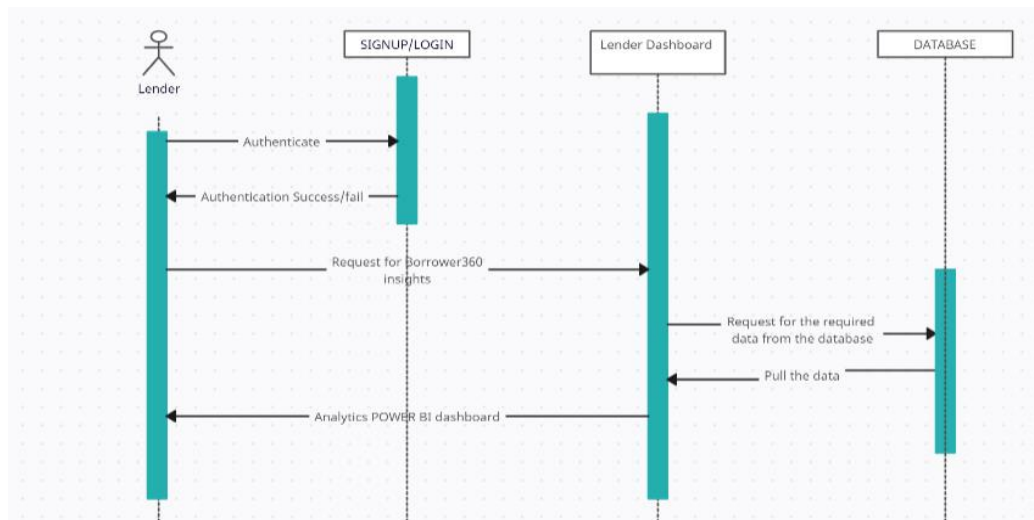 SIGNUP/LOGIN
Lender Dashboard
DATABASE
Lender
Authenticate
Authentication Success/fail
Request for Borrower360
insights
Request for the required
data from the database
Pull the data
Analytics POWER BI dashboard